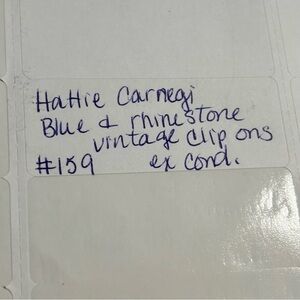 Hattie Carnegi
Blue & rhinestone
vintage clip ons
#159 ex cond.